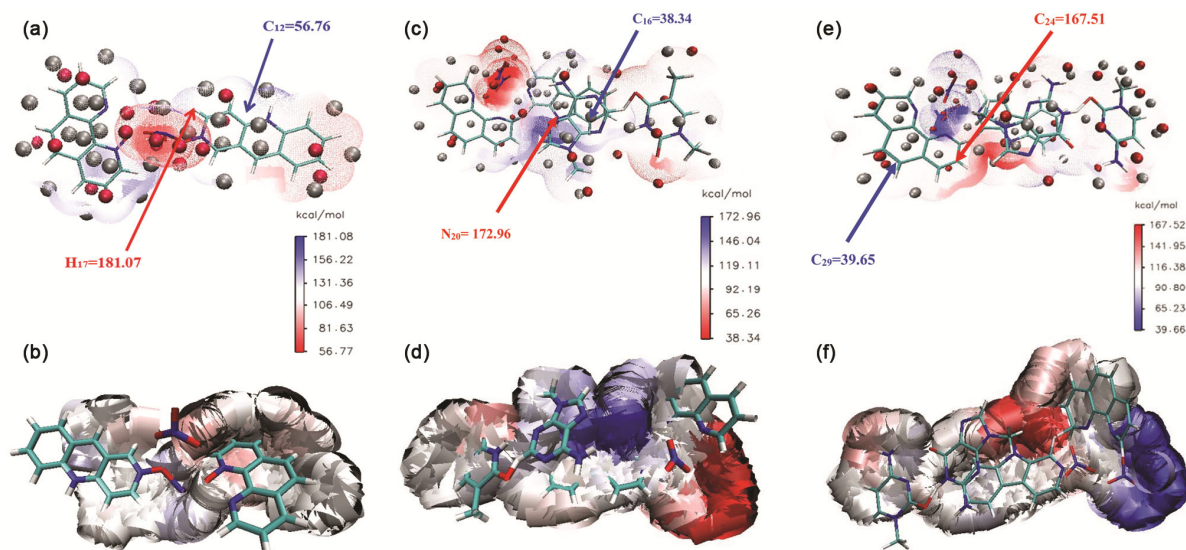 (a)
C12=56.76
H17=181.07
kcal/mol
181.08
156.22
131.36
106.49
81.63
56.77
(c)
C16=38.34
N20= 172.96
kcal/mol
172.96
146.04
119.11
92.19
65.26
38.34
(e)
C24=167.51
C29=39.65
kcal/mol
167.52
141.95
116.38
90.80
65.23
39.66
(b)
(d)
(f)